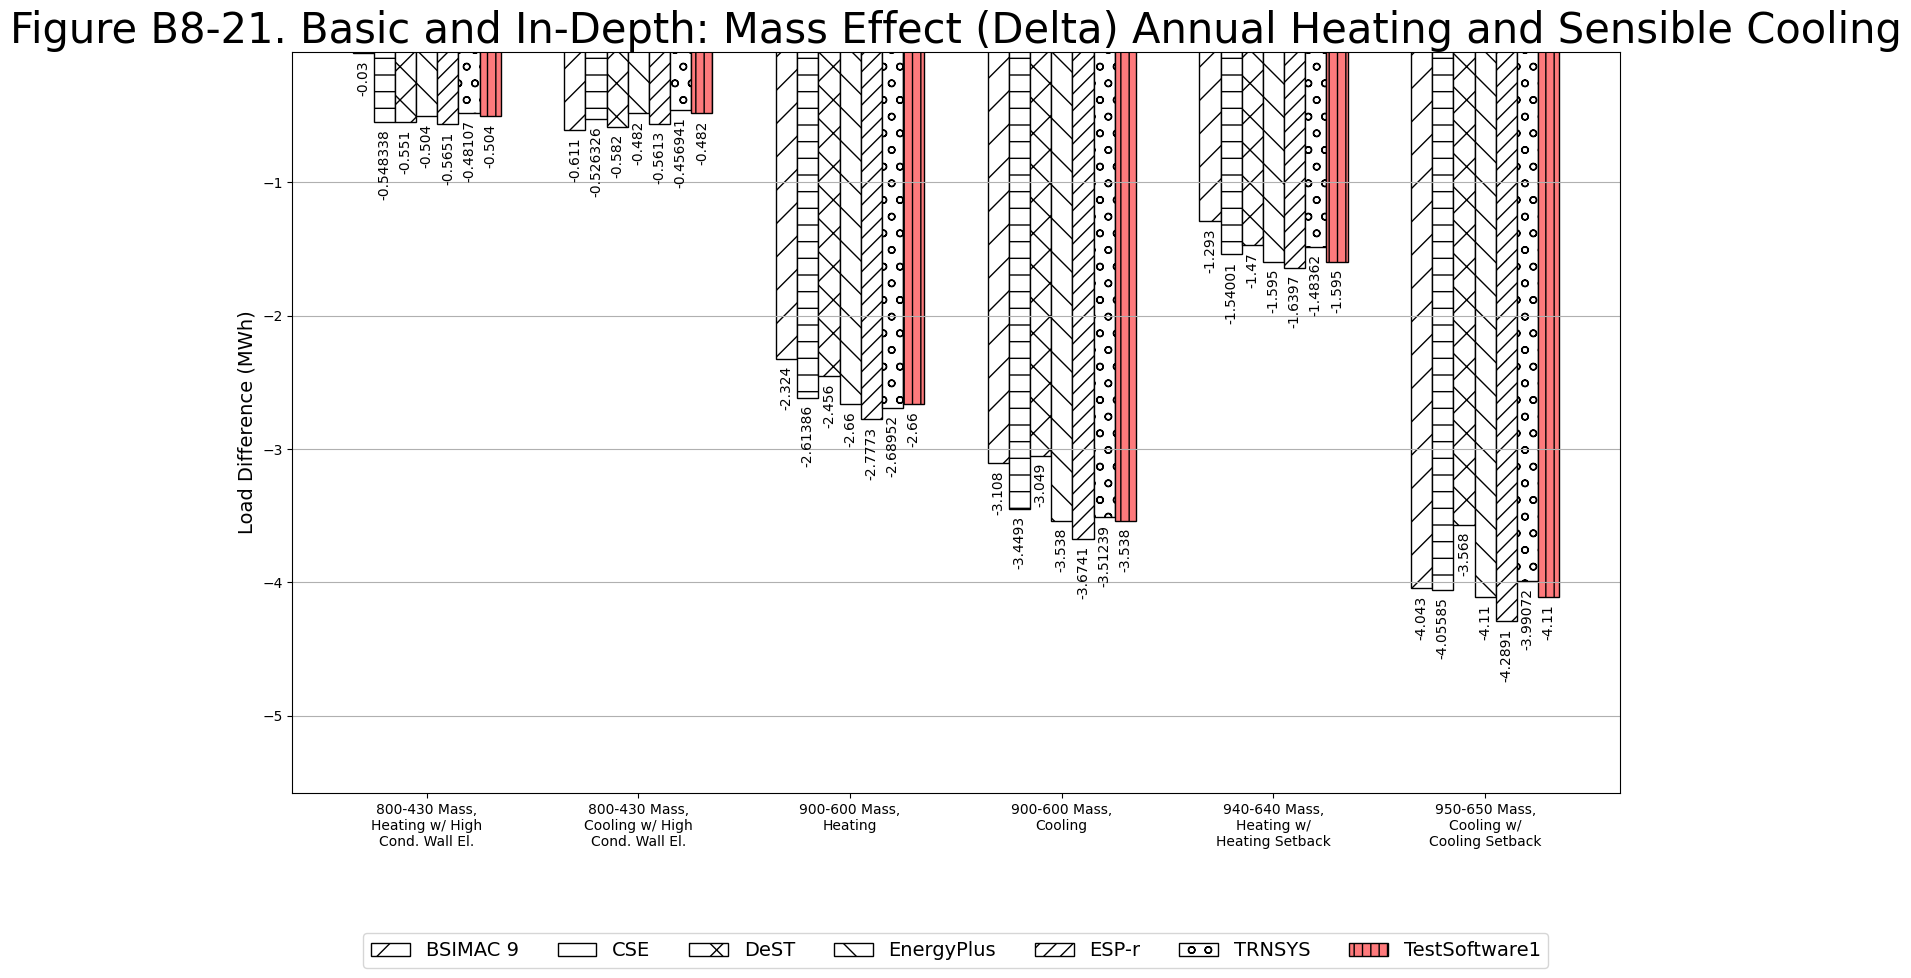 Figure B8-21. Basic and In-Depth: Mass Effect (Delta) Annual Heating and Sensible Cooling
Load Difference (MWh)
−1
−2
−3
−4
−5
-0.03
-0.548338
-0.551
-0.504
-0.5651
-0.48107
-0.504
-0.611
-0.526326
-0.582
-0.482
-0.5613
-0.456941
-0.482
-2.324
-2.61386
-2.456
-2.66
-2.7773
-2.68952
-2.66
-3.108
-3.4493
-3.049
-3.538
-3.6741
-3.51239
-3.538
-1.293
-1.54001
-1.47
-1.595
-1.6397
-1.48362
-1.595
-4.043
-4.05585
-3.568
-4.11
-4.2891
-3.99072
-4.11
800-430 Mass,
Heating w/ High
Cond. Wall El.
800-430 Mass,
Cooling w/ High
Cond. Wall El.
900-600 Mass,
Heating
900-600 Mass,
Cooling
940-640 Mass,
Heating w/
Heating Setback
950-650 Mass,
Cooling w/
Cooling Setback
BSIMAC 9
CSE
DeST
EnergyPlus
ESP-r
TRNSYS
TestSoftware1